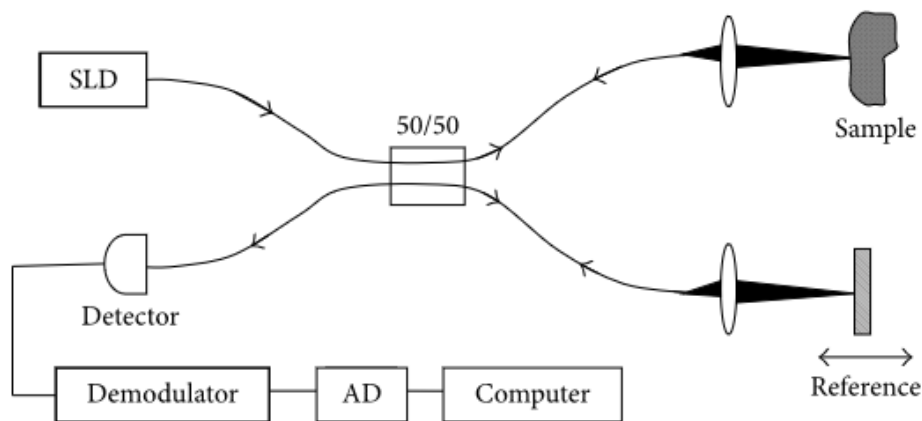 SLD
50/50
Sample
Detector
Reference
Demodulator
AD
Computer